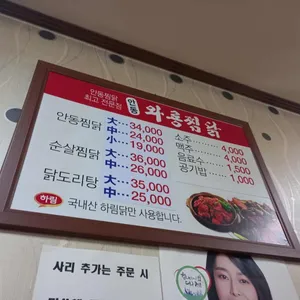 안동찜닭
최고 전문점
안동 와룡찜닭
안동찜닭 大… 34,000
中… 24,000
小… 19,000
순살찜닭 大… 36,000
中… 26,000
닭도리탕 大… 35,000
中… 25,000
소주 4,000
맥주 4,000
음료수 1,500
공기밥 1,000
하림 국내산 하림닭만 사용합니다.
사리 추가는 주문 시